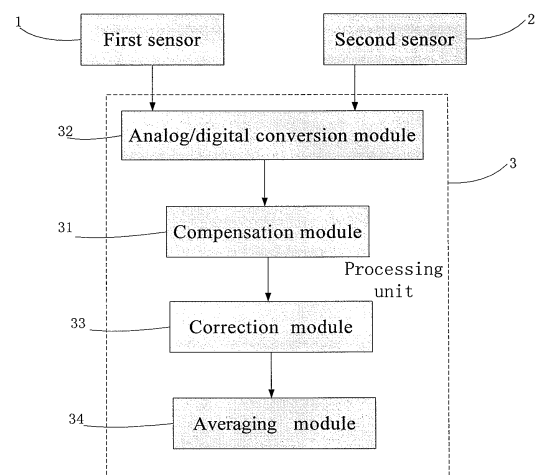 1
First sensor
Second sensor
2
32
Analog/digital conversion module
3
31
Compensation module
Processing
unit
33
Correction module
34
Averaging module